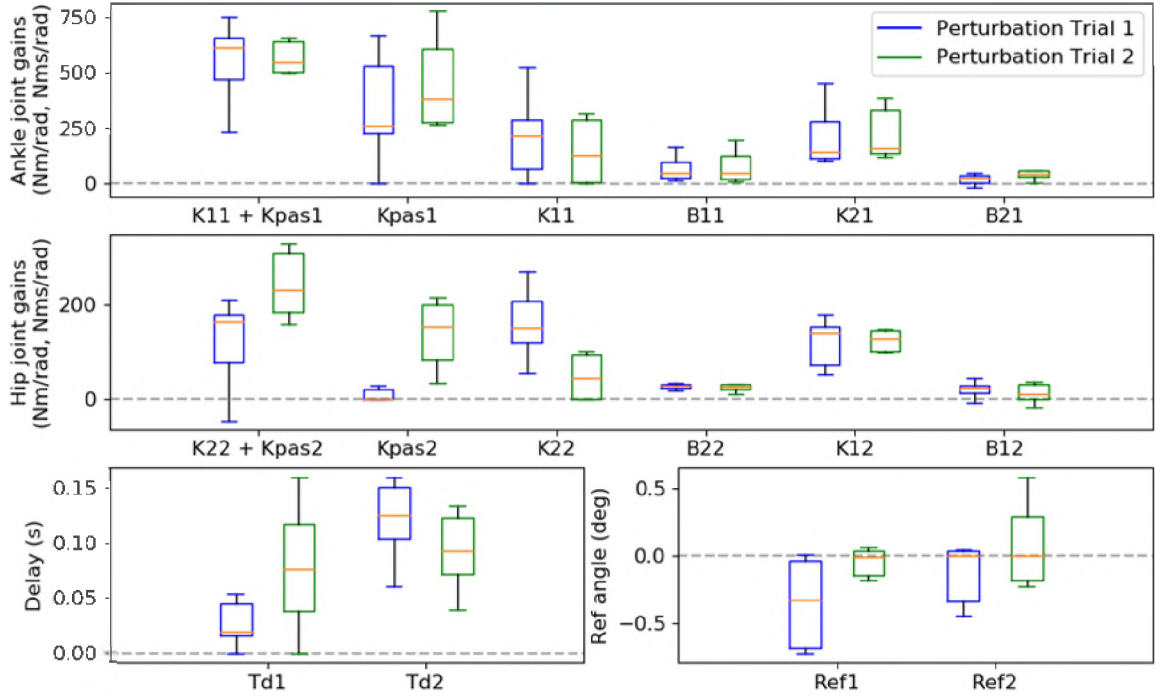 Ankle joint gains
(Nm/rad, Nms/rad)
750
500
250
0
Perturbation Trial 1
Perturbation Trial 2
K11 + Kpas1 Kpas1 K11 B11 K21 B21
Hip joint gains
(Nm/rad, Nms/rad)
200
0
K22 + Kpas2 Kpas2 K22 B22 K12 B12
Delay (s)
0.15
0.10
0.05
0.00
Td1 Td2
Ref angle (deg)
0.5
0.0
−0.5
Ref1 Ref2